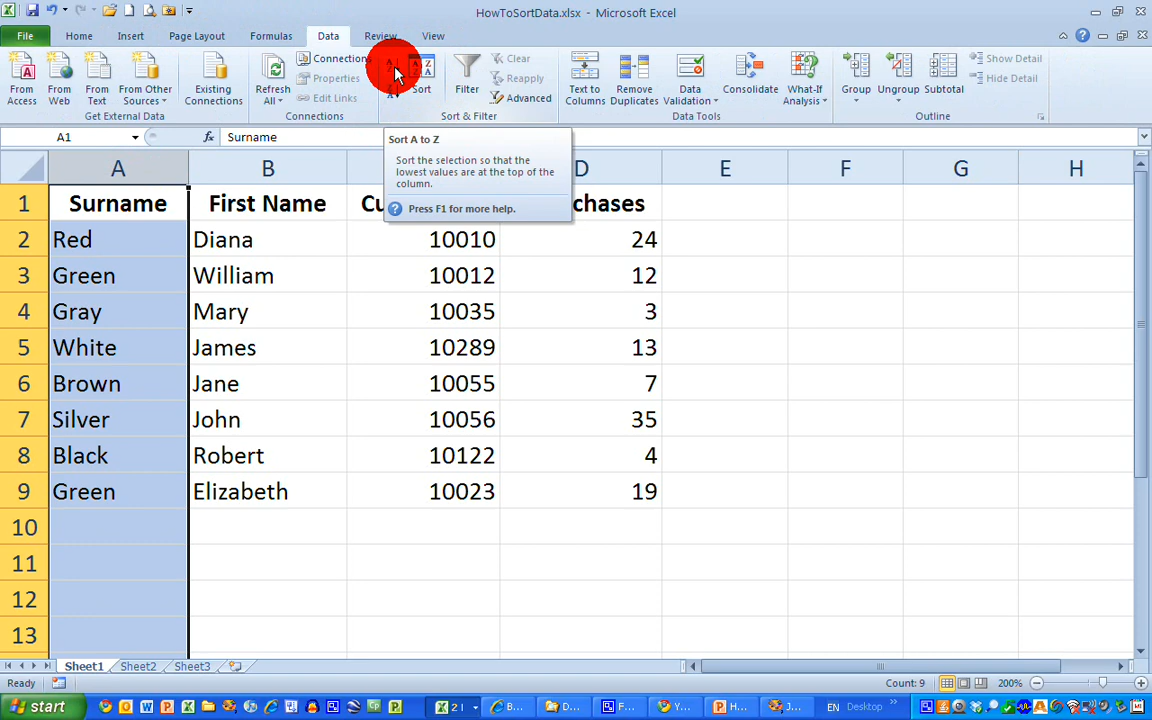 HowToSortData.xlsx - Microsoft Excel
File Home Insert Page Layout Formulas Data Review View
From Access
From Web
From Text
From Other Sources
Existing Connections
Get External Data
Refresh All
Connections
Properties
Edit Links
Connections
Sort
Filter
Clear
Reapply
Advanced
Sort & Filter
Text to Columns
Remove Duplicates
Data Validation
Consolidate
What-If Analysis
Data Tools
Group
Ungroup
Subtotal
Show Detail
Hide Detail
Outline
A1 fx Surname
Sort A to Z
Sort the selection so that the
lowest values are at the top of the
column.
Press F1 for more help.
A B D E F G H
1 Surname First Name Cu chases
2 Red Diana 10010 24
3 Green William 10012 12
4 Gray Mary 10035 3
5 White James 10289 13
6 Brown Jane 10055 7
7 Silver John 10056 35
8 Black Robert 10122 4
9 Green Elizabeth 10023 19
10
11
12
13
Sheet1 Sheet2 Sheet3
Ready Count: 9 200%
start 2 B... D... F... Y... H... J... EN Desktop